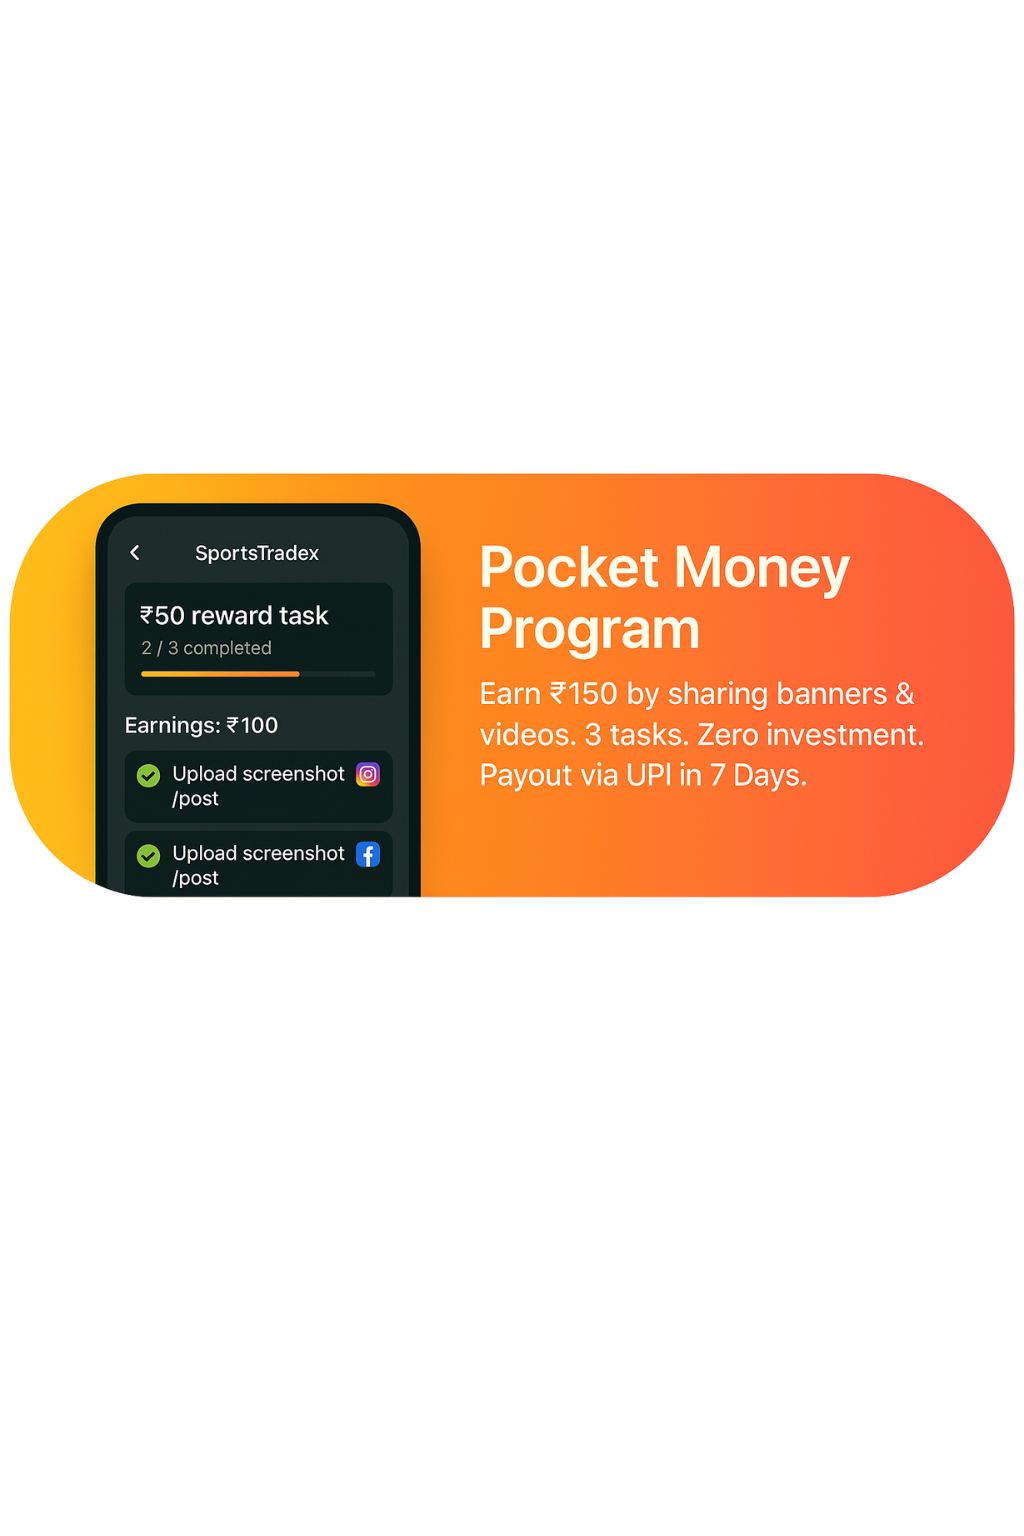 SportsTradex
₹50 reward task
2 / 3 completed
Earnings: ₹100
Upload screenshot
/post
Upload screenshot
/post
Pocket Money
Program
Earn ₹150 by sharing banners &
videos. 3 tasks. Zero investment.
Payout via UPI in 7 Days.